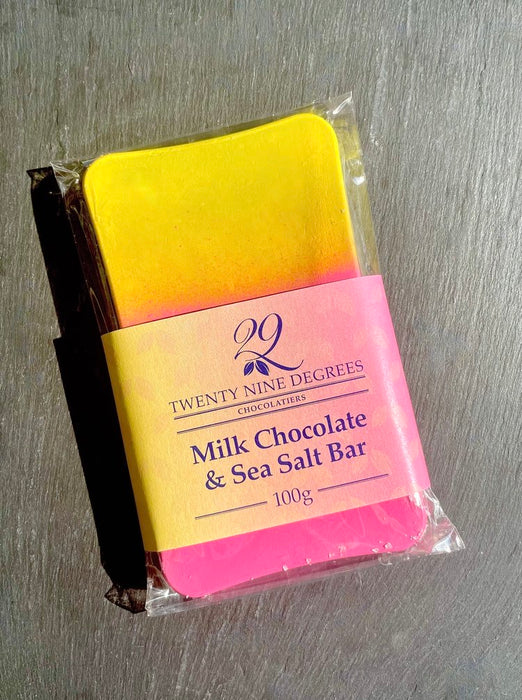 29
TWENTY NINE DEGREES
CHOCOLATIERS
Milk Chocolate
& Sea Salt Bar
100g